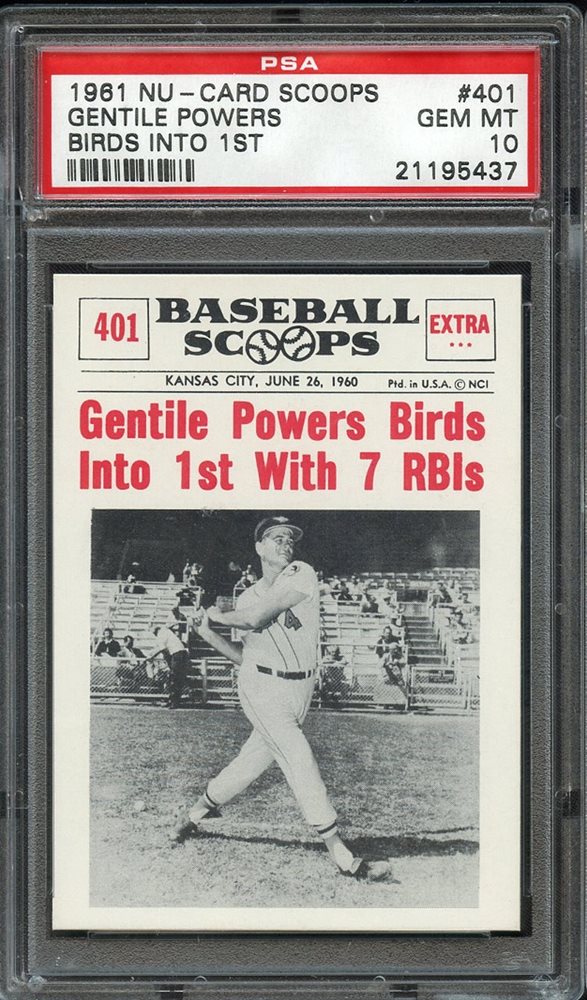 PSA
1961 NU-CARD SCOOPS #401
GENTILE POWERS GEM MT
BIRDS INTO 1ST 10
21195437
401 BASEBALL SCOOPS EXTRA
KANSAS CITY, JUNE 26, 1960 Ptd. in U.S.A. © NCI
Gentile Powers Birds
Into 1st With 7 RBIs